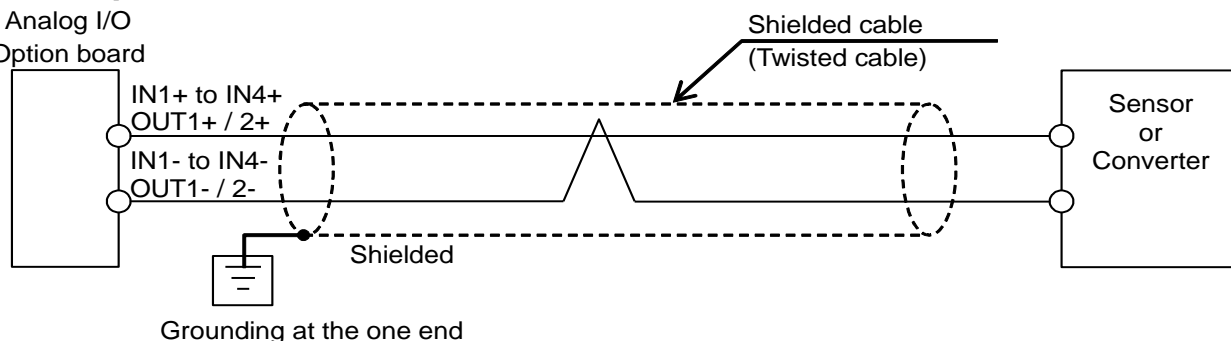 Analog I/O
Option board
IN1+ to IN4+
OUT1+ / 2+
IN1- to IN4-
OUT1- / 2-
Shielded cable
(Twisted cable)
Sensor
or
Converter
Shielded
Grounding at the one end